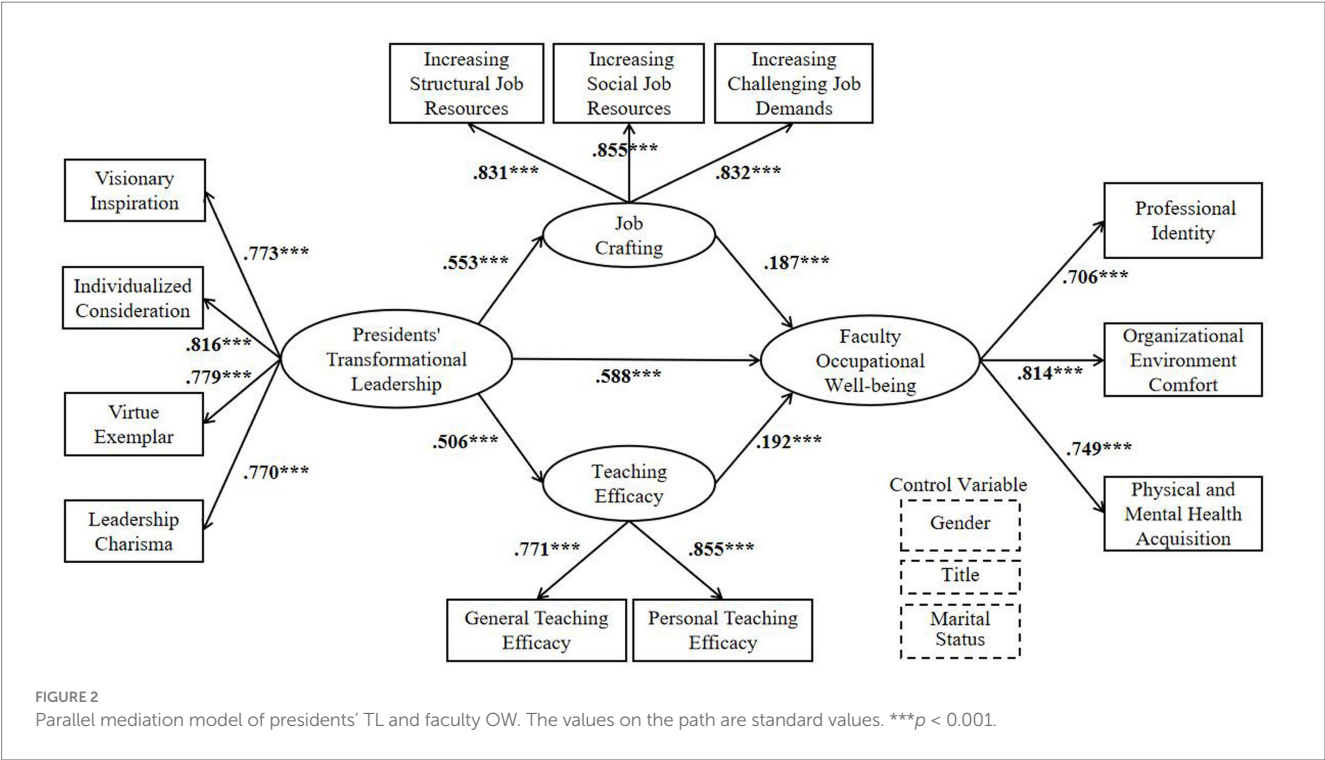 Increasing
Structural Job
Resources
Increasing
Social Job
Resources
Increasing
Challenging Job
Demands
.831***
.855***
.832***
Visionary
Inspiration
Individualized
Consideration
Virtue
Exemplar
Leadership
Charisma
.773***
.816***
.779***
.770***
Presidents'
Transformational
Leadership
.553***
.588***
.506***
Job
Crafting
Teaching
Efficacy
.187***
.192***
.771***
.855***
General Teaching
Efficacy
Personal Teaching
Efficacy
Faculty
Occupational
Well-being
.706***
.814***
.749***
Professional
Identity
Organizational
Environment
Comfort
Physical and
Mental Health
Acquisition
Control Variable
Gender
Title
Marital
Status
FIGURE 2
Parallel mediation model of presidents’ TL and faculty OW. The values on the path are standard values. ***p < 0.001.